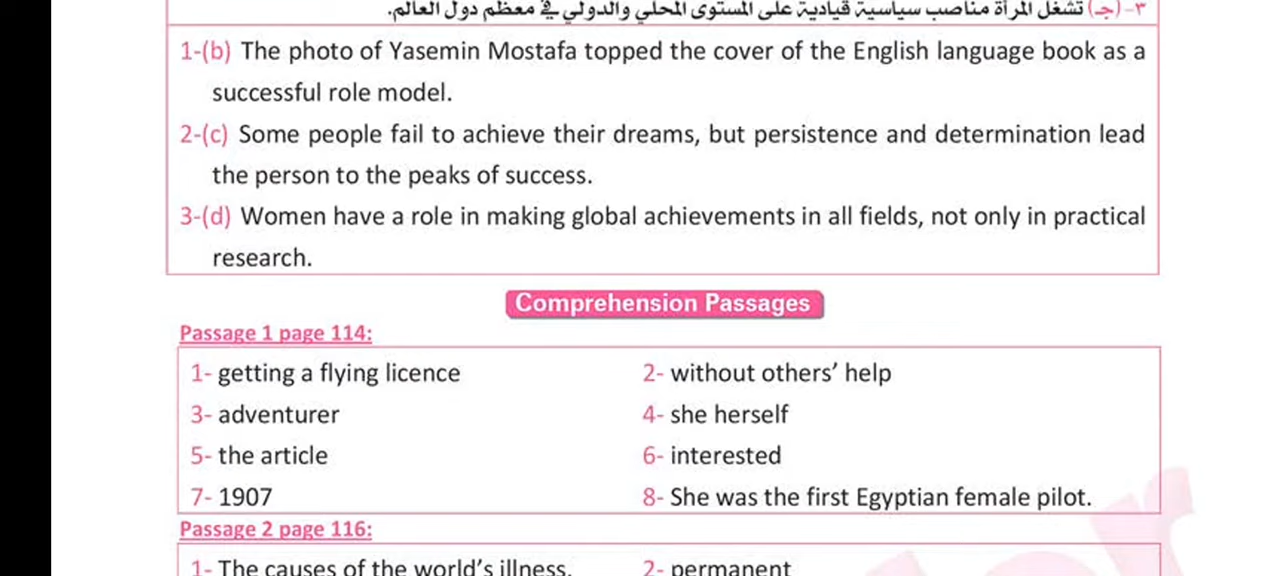 ٣- (جـ) تشغل المرأة مناصب سياسية قيادية على المستوى المحلي والدولي في معظم دول العالم.
1-(b) The photo of Yasemin Mostafa topped the cover of the English language book as a
successful role model.
2-(c) Some people fail to achieve their dreams, but persistence and determination lead
the person to the peaks of success.
3-(d) Women have a role in making global achievements in all fields, not only in practical
research.
Comprehension Passages
Passage 1 page 114:
1- getting a flying licence 2- without others’ help
3- adventurer 4- she herself
5- the article 6- interested
7- 1907 8- She was the first Egyptian female pilot.
Passage 2 page 116:
1- The causes of the world’s illness. 2- permanent